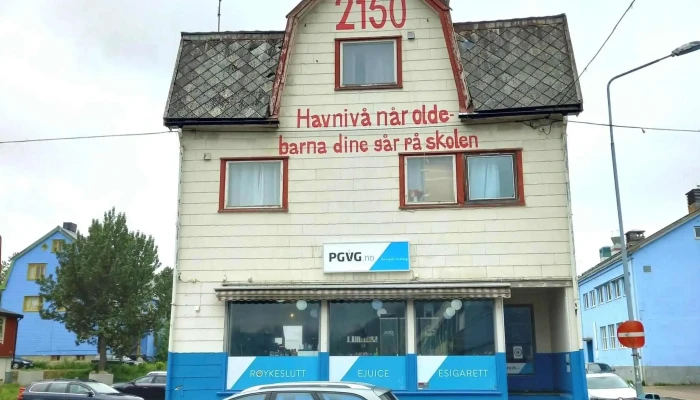 2150
Havnivå når olde-
barna dine går på skolen
PGVG.no
RØYKESLUTT
EJUICE
ESIGARETT